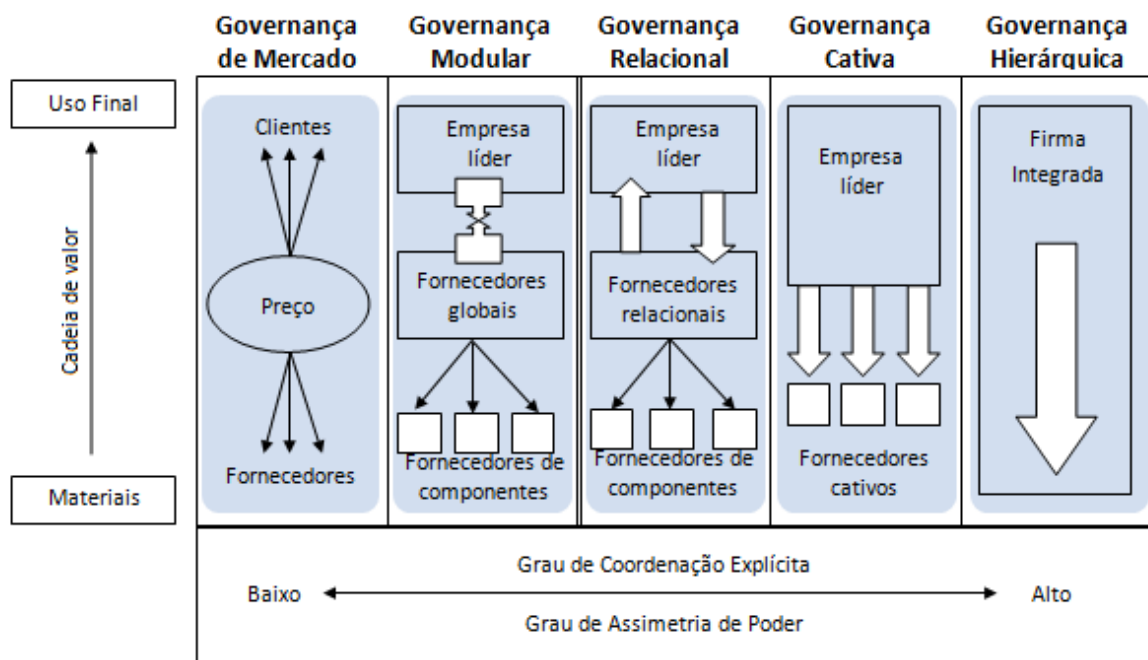 Governança
de Mercado
Governança
Modular
Governança
Relacional
Governança
Cativa
Governança
Hierárquica
Uso Final
Cadeia de valor
Materiais
Clientes
Preço
Fornecedores
Empresa
líder
Fornecedores
globais
Fornecedores de
componentes
Empresa
líder
Fornecedores
relacionais
Fornecedores de
componentes
Empresa
líder
Fornecedores
cativos
Firma
Integrada
Grau de Coordenação Explícita
Baixo
Alto
Grau de Assimetria de Poder